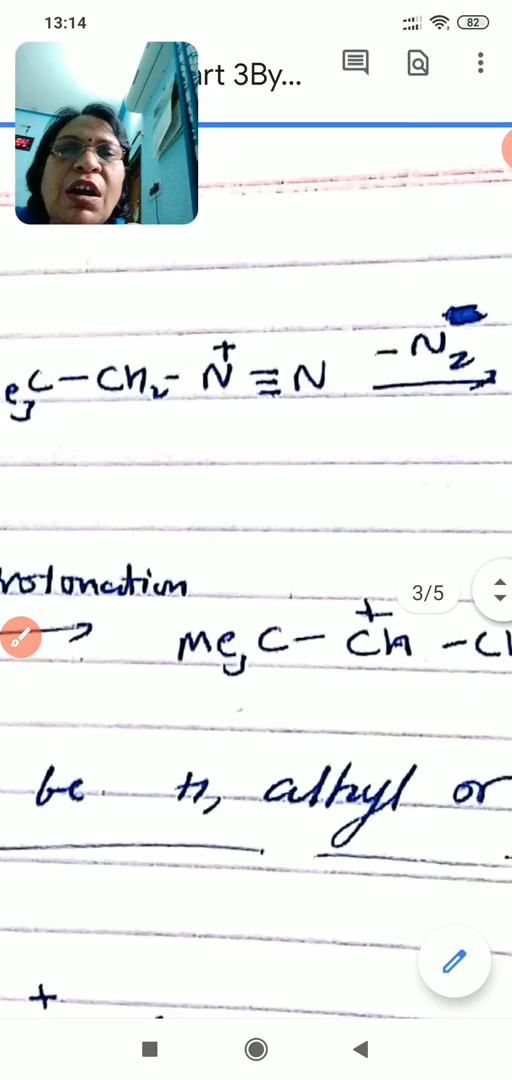 13:14
82
art 3By...
e₃C-CH₂-N⁺≡N -N₂ →
rotonation
3/5
→ Me₃C-C⁺H-CH
be H, alkyl or
+